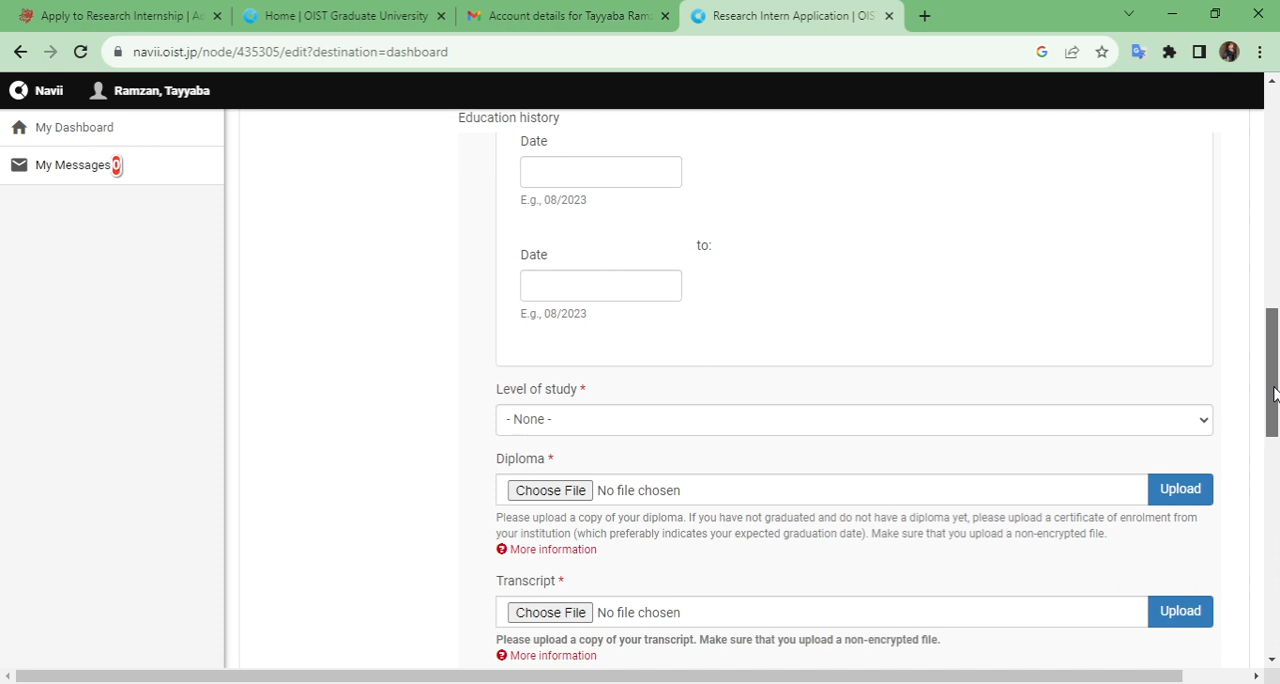 Apply to Research Internship | Ac
Home | OIST Graduate University
Account details for Tayyaba Ramz
Research Intern Application | OIS
navii.oist.jp/node/435305/edit?destination=dashboard
Navii
Ramzan, Tayyaba
My Dashboard
My Messages 0
Education history
Date
E.g., 08/2023
to:
Date
E.g., 08/2023
Level of study *
- None -
Diploma *
Choose File No file chosen Upload
Please upload a copy of your diploma. If you have not graduated and do not have a diploma yet, please upload a certificate of enrolment from
your institution (which preferably indicates your expected graduation date). Make sure that you upload a non-encrypted file.
More information
Transcript *
Choose File No file chosen Upload
Please upload a copy of your transcript. Make sure that you upload a non-encrypted file.
More information